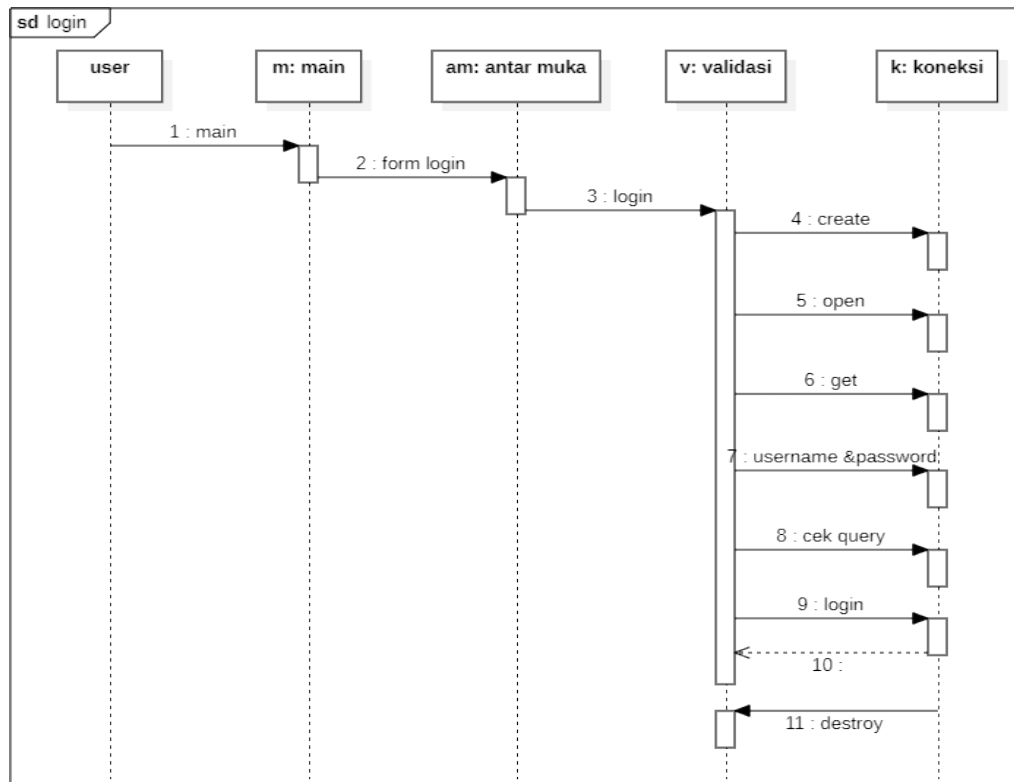 sd login
user
m: main
am: antar muka
v: validasi
k: koneksi
1 : main
2 : form login
3 : login
4 : create
5 : open
6 : get
7 : username &password
8 : cek query
9 : login
10 :
11 : destroy